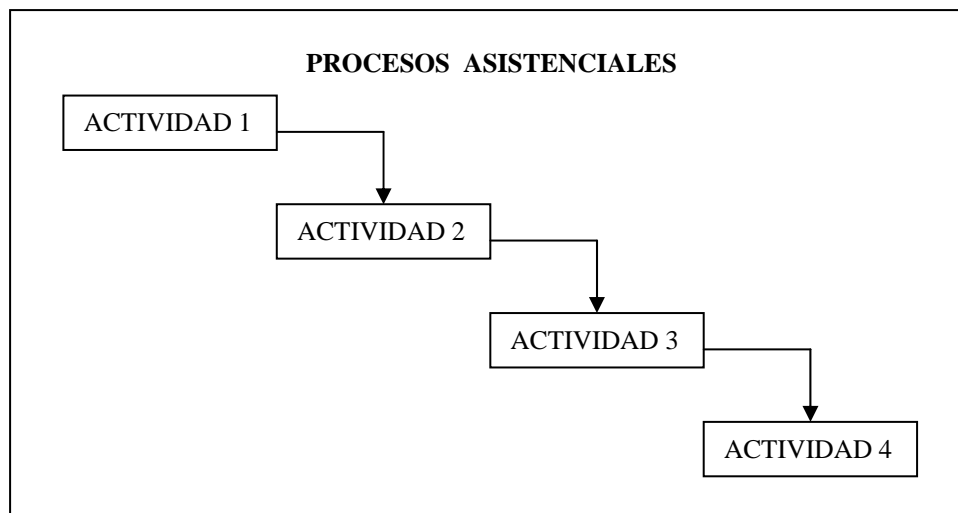 PROCESOS ASISTENCIALES
ACTIVIDAD 1
ACTIVIDAD 2
ACTIVIDAD 3
ACTIVIDAD 4